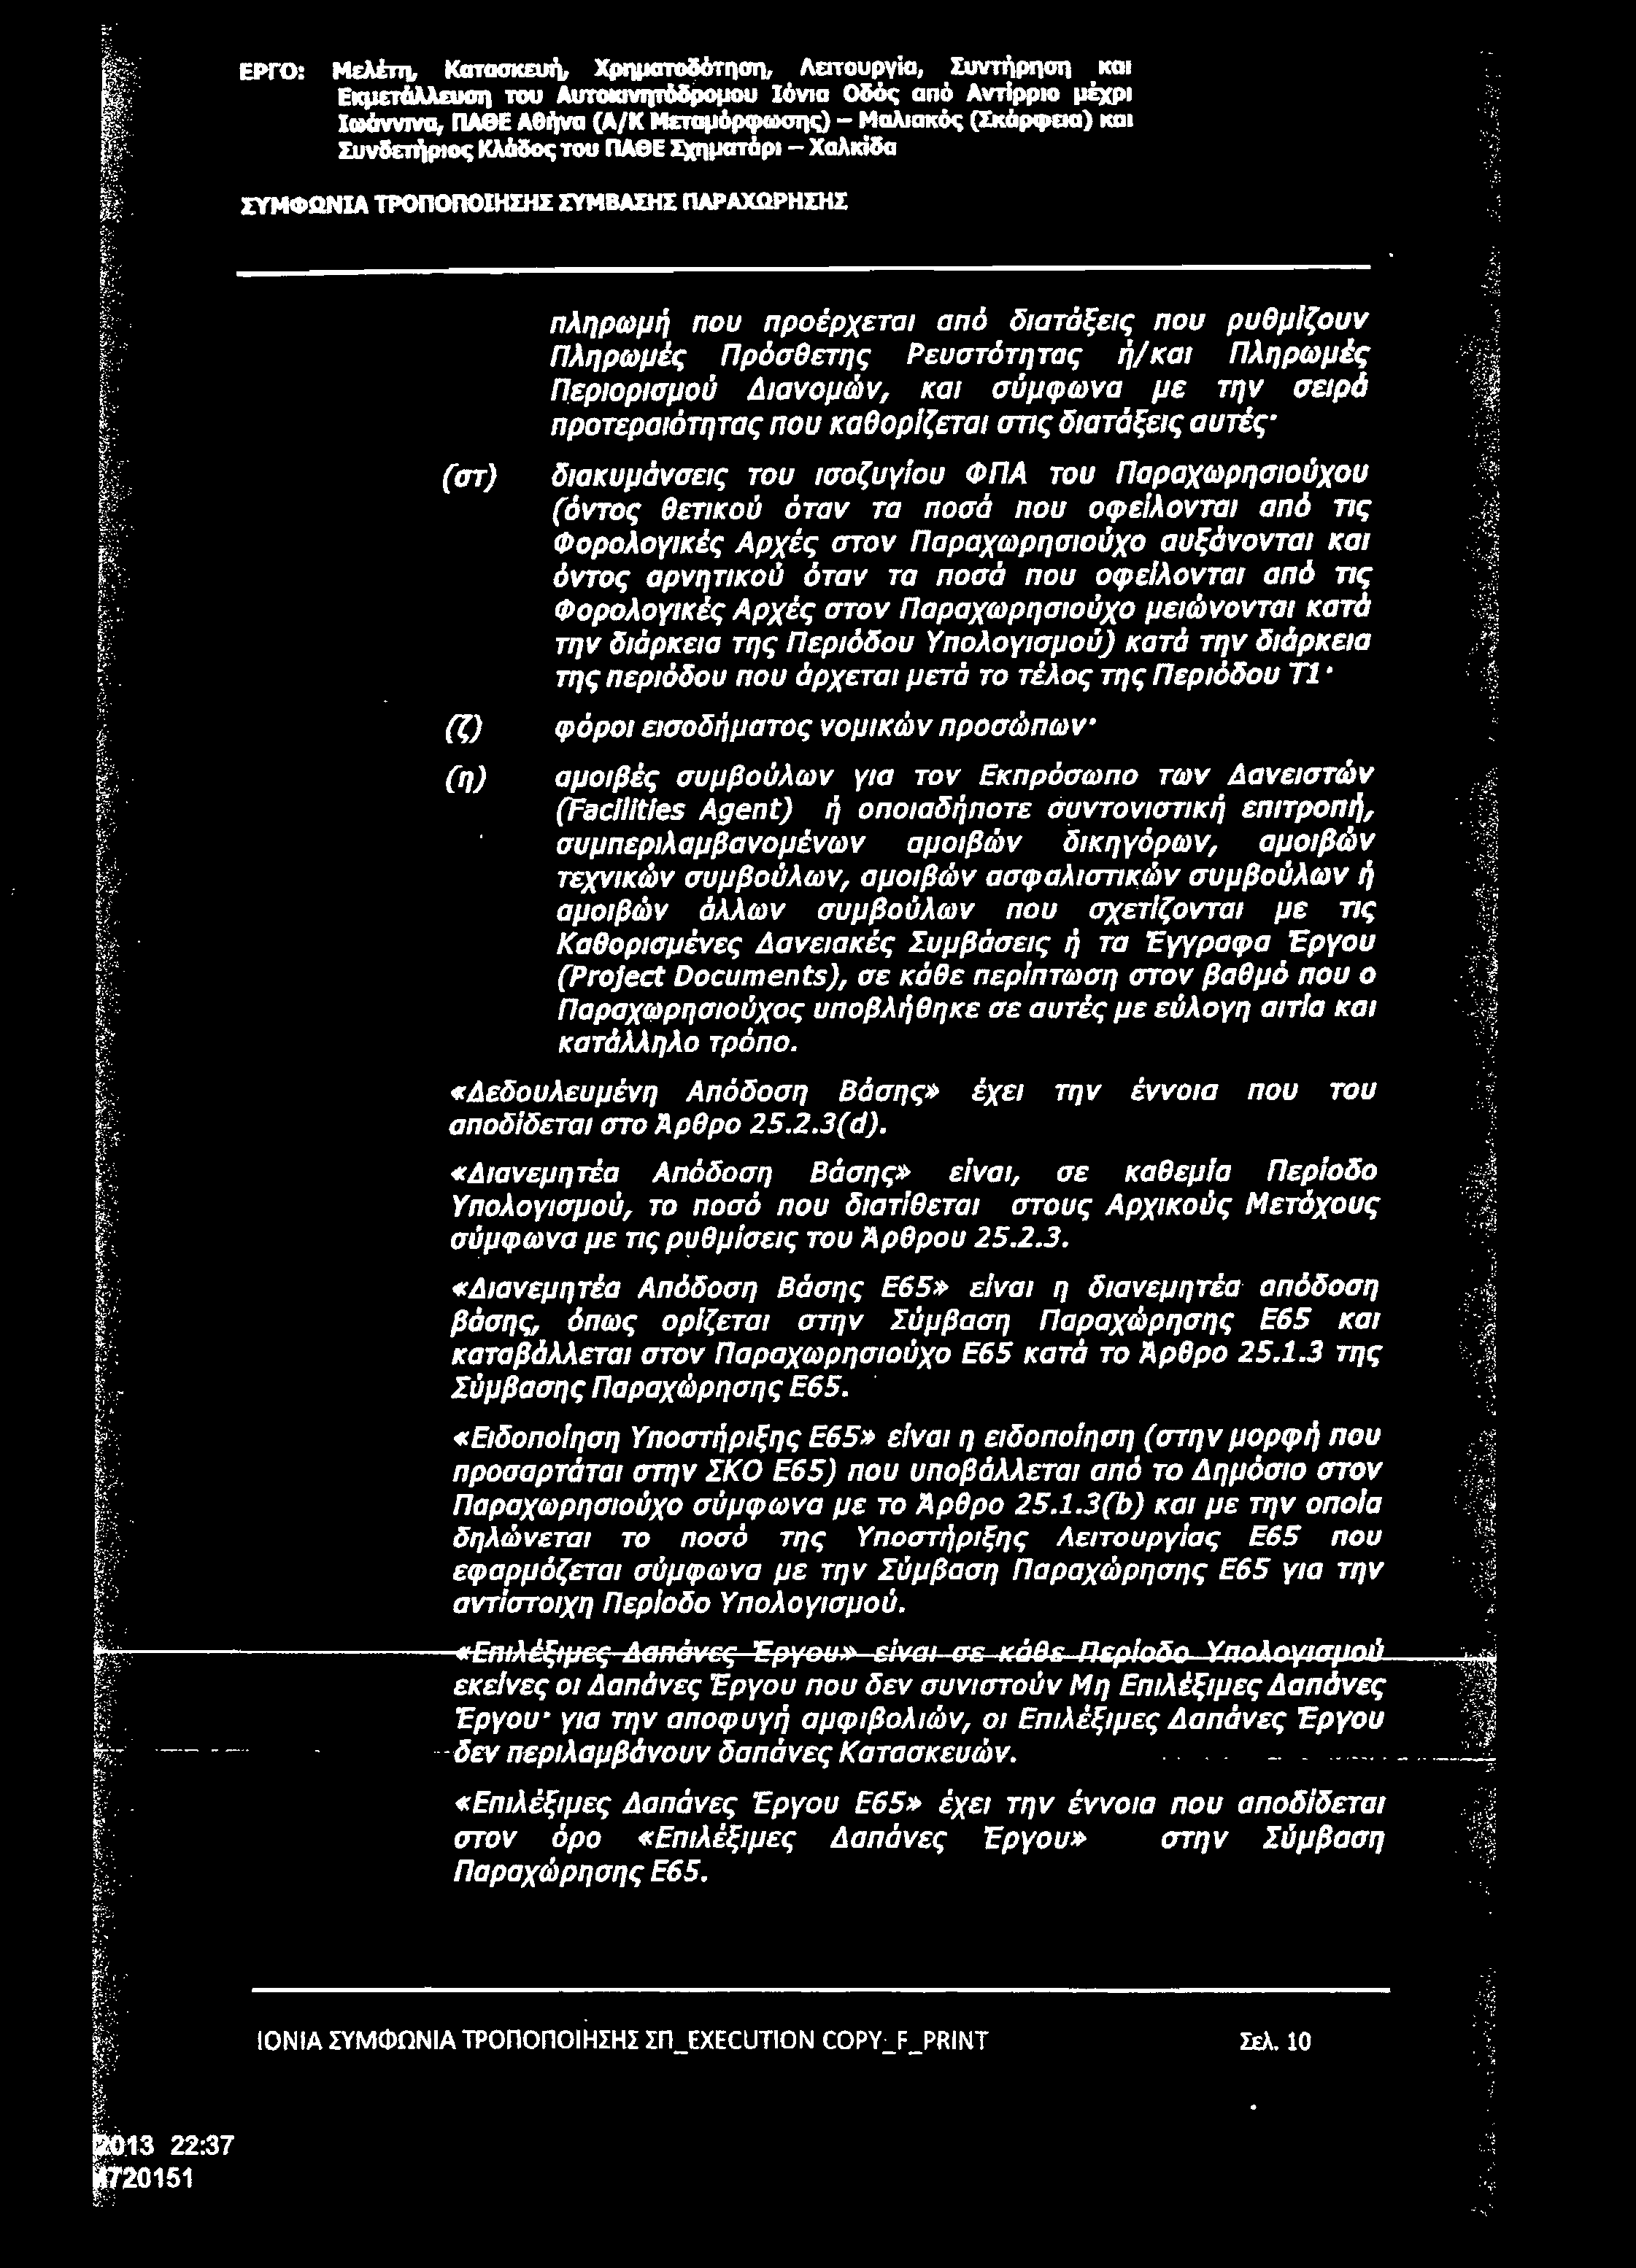 ΕΡΓΟ: Μελέτη, Κατασκευή, Χρηματοδότηση, Λειτουργία, Συντήρηση και
Εκμετάλλευση του Αυτοκινητόδρομου Ιόνια Οδός από Αντίρριο μέχρι
Ιωάννινα, ΠΑΘΕ Αθήνα (Α/Κ Μεταμόρφωσης) – Μαλιακός (Σκάρφεια) και
Συνδετήριος Κλάδος του ΠΑΘΕ Σχηματάρι – Χαλκίδα
ΣΥΜΦΩΝΙΑ ΤΡΟΠΟΠΟΙΗΣΗΣ ΣΥΜΒΑΣΗΣ ΠΑΡΑΧΩΡΗΣΗΣ
πληρωμή που προέρχεται από διατάξεις που ρυθμίζουν
Πληρωμές Πρόσθετης Ρευστότητας ή/και Πληρωμές
Περιορισμού Διανομών, και σύμφωνα με την σειρά
προτεραιότητας που καθορίζεται στις διατάξεις αυτές·
(στ) διακυμάνσεις του ισοζυγίου ΦΠΑ του Παραχωρησιούχου
(όντος θετικού όταν τα ποσά που οφείλονται από τις
Φορολογικές Αρχές στον Παραχωρησιούχο αυξάνονται και
όντος αρνητικού όταν τα ποσά που οφείλονται από τις
Φορολογικές Αρχές στον Παραχωρησιούχο μειώνονται κατά
την διάρκεια της Περιόδου Υπολογισμού) κατά την διάρκεια
της περιόδου που άρχεται μετά το τέλος της Περιόδου Τ1·
(ζ) φόροι εισοδήματος νομικών προσώπων·
(η) αμοιβές συμβούλων για τον Εκπρόσωπο των Δανειστών
(Facilities Agent) ή οποιαδήποτε συντονιστική επιτροπή,
συμπεριλαμβανομένων αμοιβών δικηγόρων, αμοιβών
τεχνικών συμβούλων, αμοιβών ασφαλιστικών συμβούλων ή
αμοιβών άλλων συμβούλων που σχετίζονται με τις
Καθορισμένες Δανειακές Συμβάσεις ή τα Έγγραφα Έργου
(Project Documents), σε κάθε περίπτωση στον βαθμό που ο
Παραχωρησιούχος υποβλήθηκε σε αυτές με εύλογη αιτία και
κατάλληλο τρόπο.
«Δεδουλευμένη Απόδοση Βάσης» έχει την έννοια που του
αποδίδεται στο Άρθρο 25.2.3(d).
«Διανεμητέα Απόδοση Βάσης» είναι, σε καθεμία Περίοδο
Υπολογισμού, το ποσό που διατίθεται στους Αρχικούς Μετόχους
σύμφωνα με τις ρυθμίσεις του Άρθρου 25.2.3.
«Διανεμητέα Απόδοση Βάσης Ε65» είναι η διανεμητέα απόδοση
βάσης, όπως ορίζεται στην Σύμβαση Παραχώρησης Ε65 και
καταβάλλεται στον Παραχωρησιούχο Ε65 κατά το Άρθρο 25.1.3 της
Σύμβασης Παραχώρησης Ε65.
«Ειδοποίηση Υποστήριξης Ε65» είναι η ειδοποίηση (στην μορφή που
προσαρτάται στην ΣΚΟ Ε65) που υποβάλλεται από το Δημόσιο στον
Παραχωρησιούχο σύμφωνα με το Άρθρο 25.1.3(b) και με την οποία
δηλώνεται το ποσό της Υποστήριξης Λειτουργίας Ε65 που
εφαρμόζεται σύμφωνα με την Σύμβαση Παραχώρησης Ε65 για την
αντίστοιχη Περίοδο Υπολογισμού.
«Επιλέξιμες Δαπάνες Έργου» είναι σε κάθε Περίοδο Υπολογισμού
εκείνες οι Δαπάνες Έργου που δεν συνιστούν Μη Επιλέξιμες Δαπάνες
Έργου· για την αποφυγή αμφιβολιών, οι Επιλέξιμες Δαπάνες Έργου
δεν περιλαμβάνουν δαπάνες Κατασκευών.
«Επιλέξιμες Δαπάνες Έργου Ε65» έχει την έννοια που αποδίδεται
στον όρο «Επιλέξιμες Δαπάνες Έργου» στην Σύμβαση
Παραχώρησης Ε65.
ΙΟΝΙΑ ΣΥΜΦΩΝΙΑ ΤΡΟΠΟΠΟΙΗΣΗΣ ΣΠ_EXECUTION COPY_F_PRINT Σελ. 10
2013 22:37
4720151